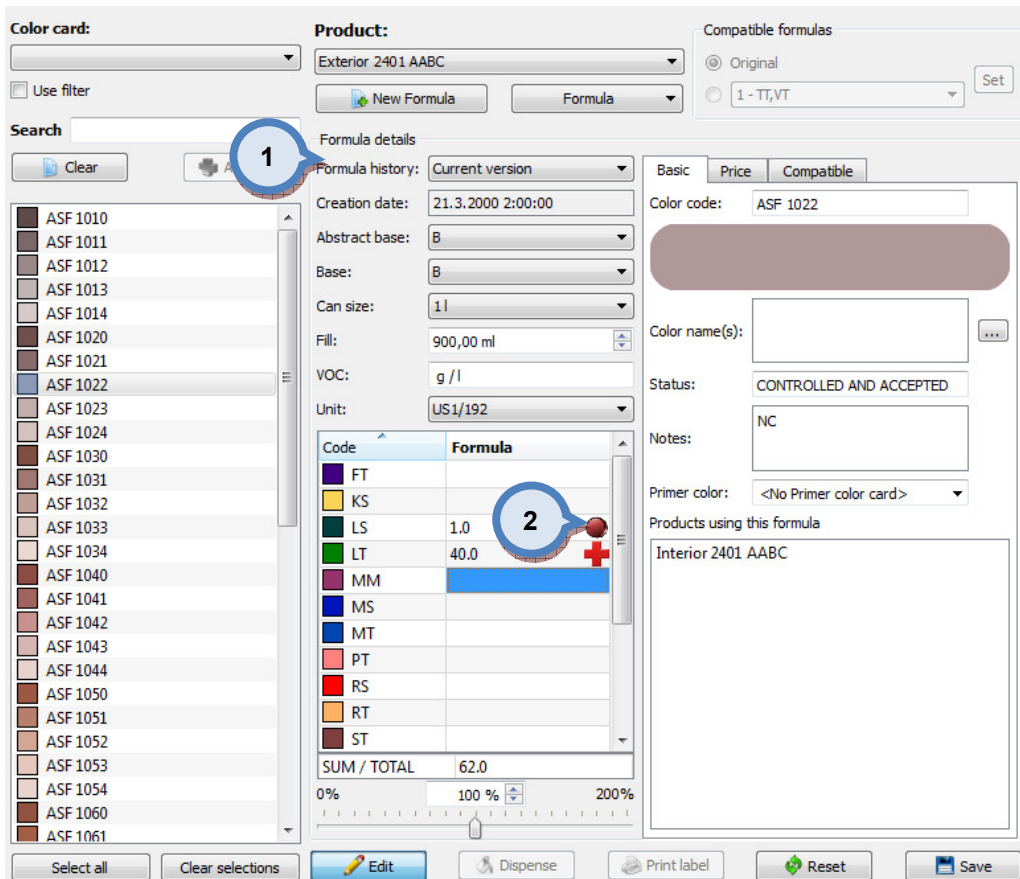 Color card:
Use filter
Search
Clear
A
ASF 1010
ASF 1011
ASF 1012
ASF 1013
ASF 1014
ASF 1020
ASF 1021
ASF 1022
ASF 1023
ASF 1024
ASF 1030
ASF 1031
ASF 1032
ASF 1033
ASF 1034
ASF 1040
ASF 1041
ASF 1042
ASF 1043
ASF 1044
ASF 1050
ASF 1051
ASF 1052
ASF 1053
ASF 1054
ASF 1060
ASF 1061
Select all
Clear selections
Product:
Exterior 2401 AABC
New Formula
Formula
Compatible formulas
Original
1 - TT,VT
Set
Formula details
1
Formula history:
Current version
Creation date:
21.3.2000 2:00:00
Abstract base:
B
Base:
B
Can size:
1 l
Fill:
900,00 ml
VOC:
g / l
Unit:
US1/192
Code
Formula
FT
KS
LS
1.0
2
LT
40.0
MM
MS
MT
PT
RS
RT
ST
SUM / TOTAL
62.0
0%
100 %
200%
Basic
Price
Compatible
Color code:
ASF 1022
Color name(s):
...
Status:
CONTROLLED AND ACCEPTED
Notes:
NC
Primer color:
<No Primer color card>
Products using this formula
Interior 2401 AABC
Edit
Dispense
Print label
Reset
Save